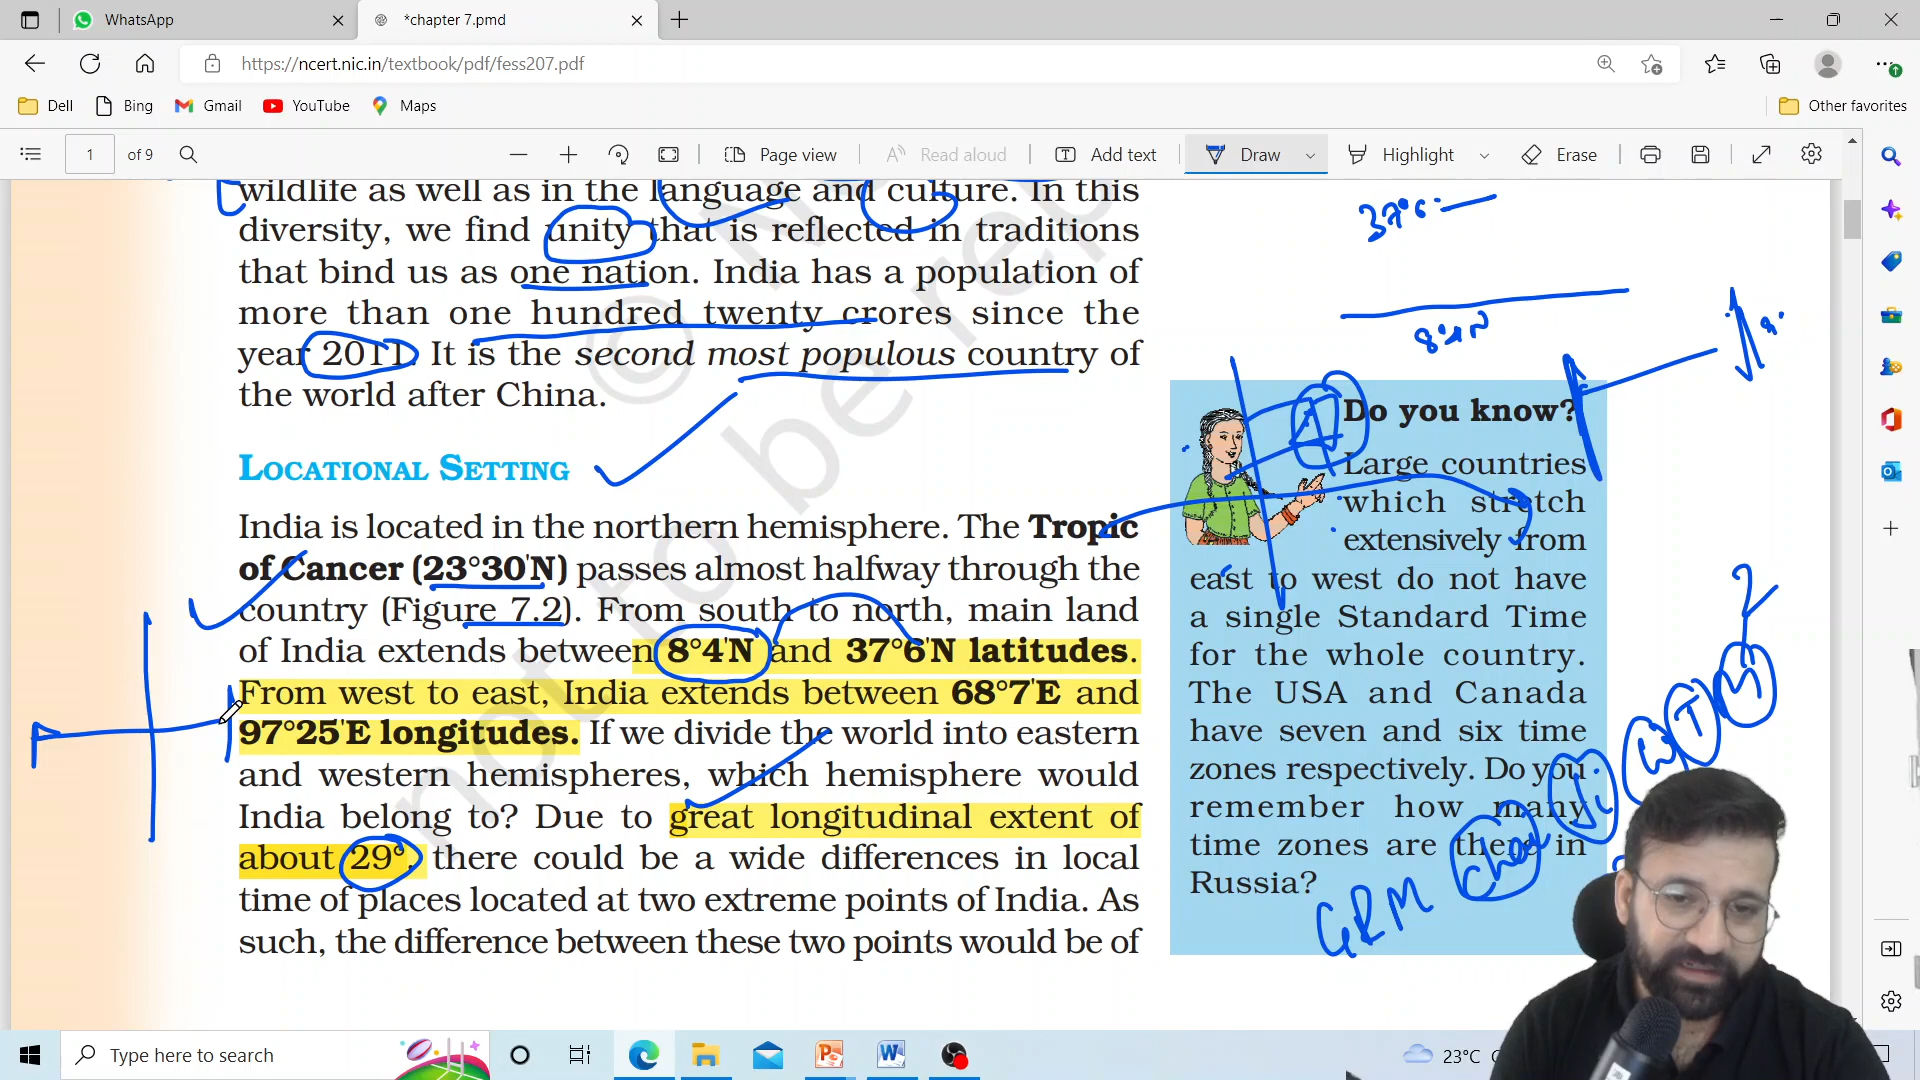 WhatsApp
*chapter 7.pmd
https://ncert.nic.in/textbook/pdf/fess207.pdf
Dell
Bing
Gmail
YouTube
Maps
Other favorites
1 of 9
Page view
Read aloud
Add text
Draw
Highlight
Erase
wildlife as well as in the language and culture. In this
diversity, we find unity that is reflected in traditions
that bind us as one nation. India has a population of
more than one hundred twenty crores since the
year 2011. It is the second most populous country of
the world after China.
LOCATIONAL SETTING
India is located in the northern hemisphere. The Tropic
of Cancer (23°30'N) passes almost halfway through the
country (Figure 7.2). From south to north, main land
of India extends between 8°4'N and 37°6'N latitudes.
From west to east, India extends between 68°7'E and
97°25'E longitudes. If we divide the world into eastern
and western hemispheres, which hemisphere would
India belong to? Due to great longitudinal extent of
about 29°, there could be a wide differences in local
time of places located at two extreme points of India. As
such, the difference between these two points would be of
37°6'
8°4'N
Do you know?
Large countries
which stretch
extensively from
east to west do not have
a single Standard Time
for the whole country.
The USA and Canada
have seven and six time
zones respectively. Do you
remember how many
time zones are there in
Russia?
2
M
T
GRM
© N
not to be rep
Type here to search
23°C